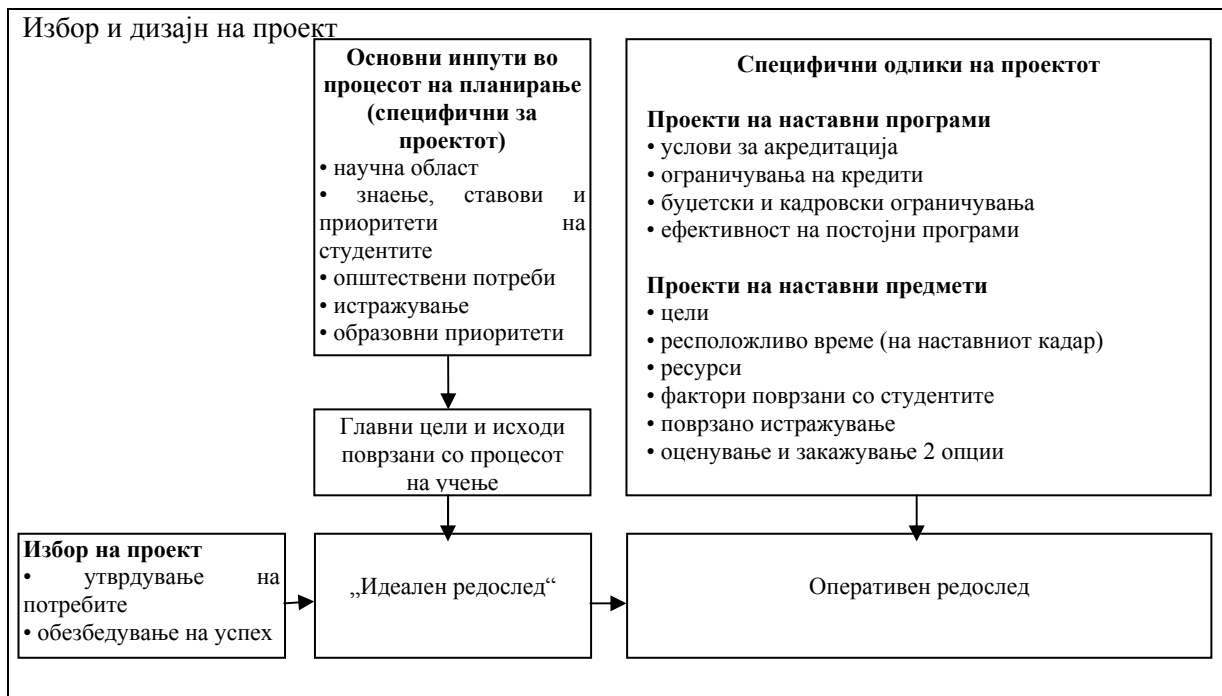 Избор и дизајн на проект
Основни инпути во
процесот на планирање
(специфични за
проектот)
• научна област
• знаење, ставови и
приоритети на
студентите
• општествени потреби
• истражување
• образовни приоритети
Главни цели и исходи
поврзани со процесот
на учење
Специфични одлики на проектот
Проекти на наставни програми
• услови за акредитација
• ограничувања на кредити
• буџетски и кадровски ограничувања
• ефективност на постојни програми
Проекти на наставни предмети
• цели
• ресположливо време (на наставниот кадар)
• ресурси
• фактори поврзани со студентите
• поврзано истражување
• оценување и закажување 2 опции
Избор на проект
• утврдување на
потребите
• обезбедување на успех
„Идеален редослед“
Оперативен редослед